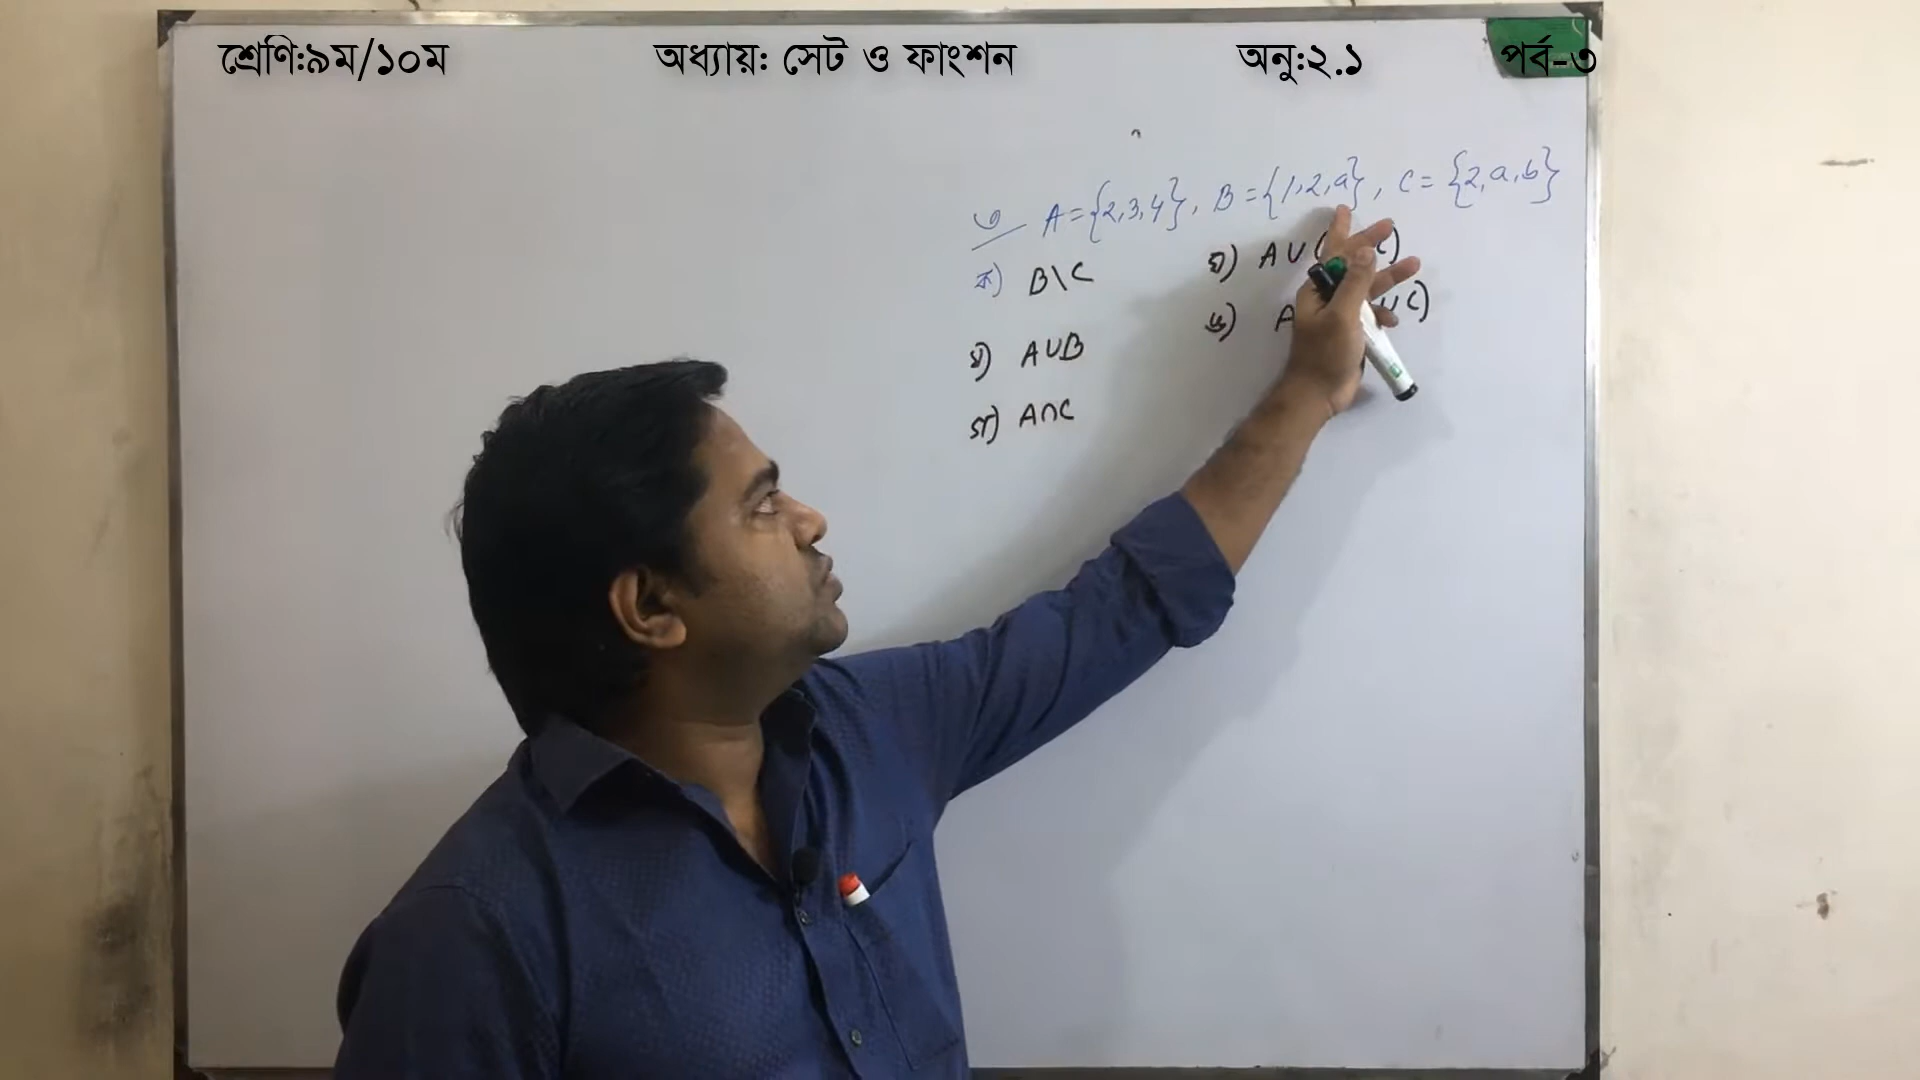 শ্রেণি:৯ম/১০ম অধ্যায়: সেট ও ফাংশন অনু:২.১ পর্ব-৩
৩ A={2,3,4}, B={1,2,a}, C={2,a,b}
ক) B\C
খ) A∪B
গ) A∩C
ঘ) A∪( C)
ঙ) A ∪C)